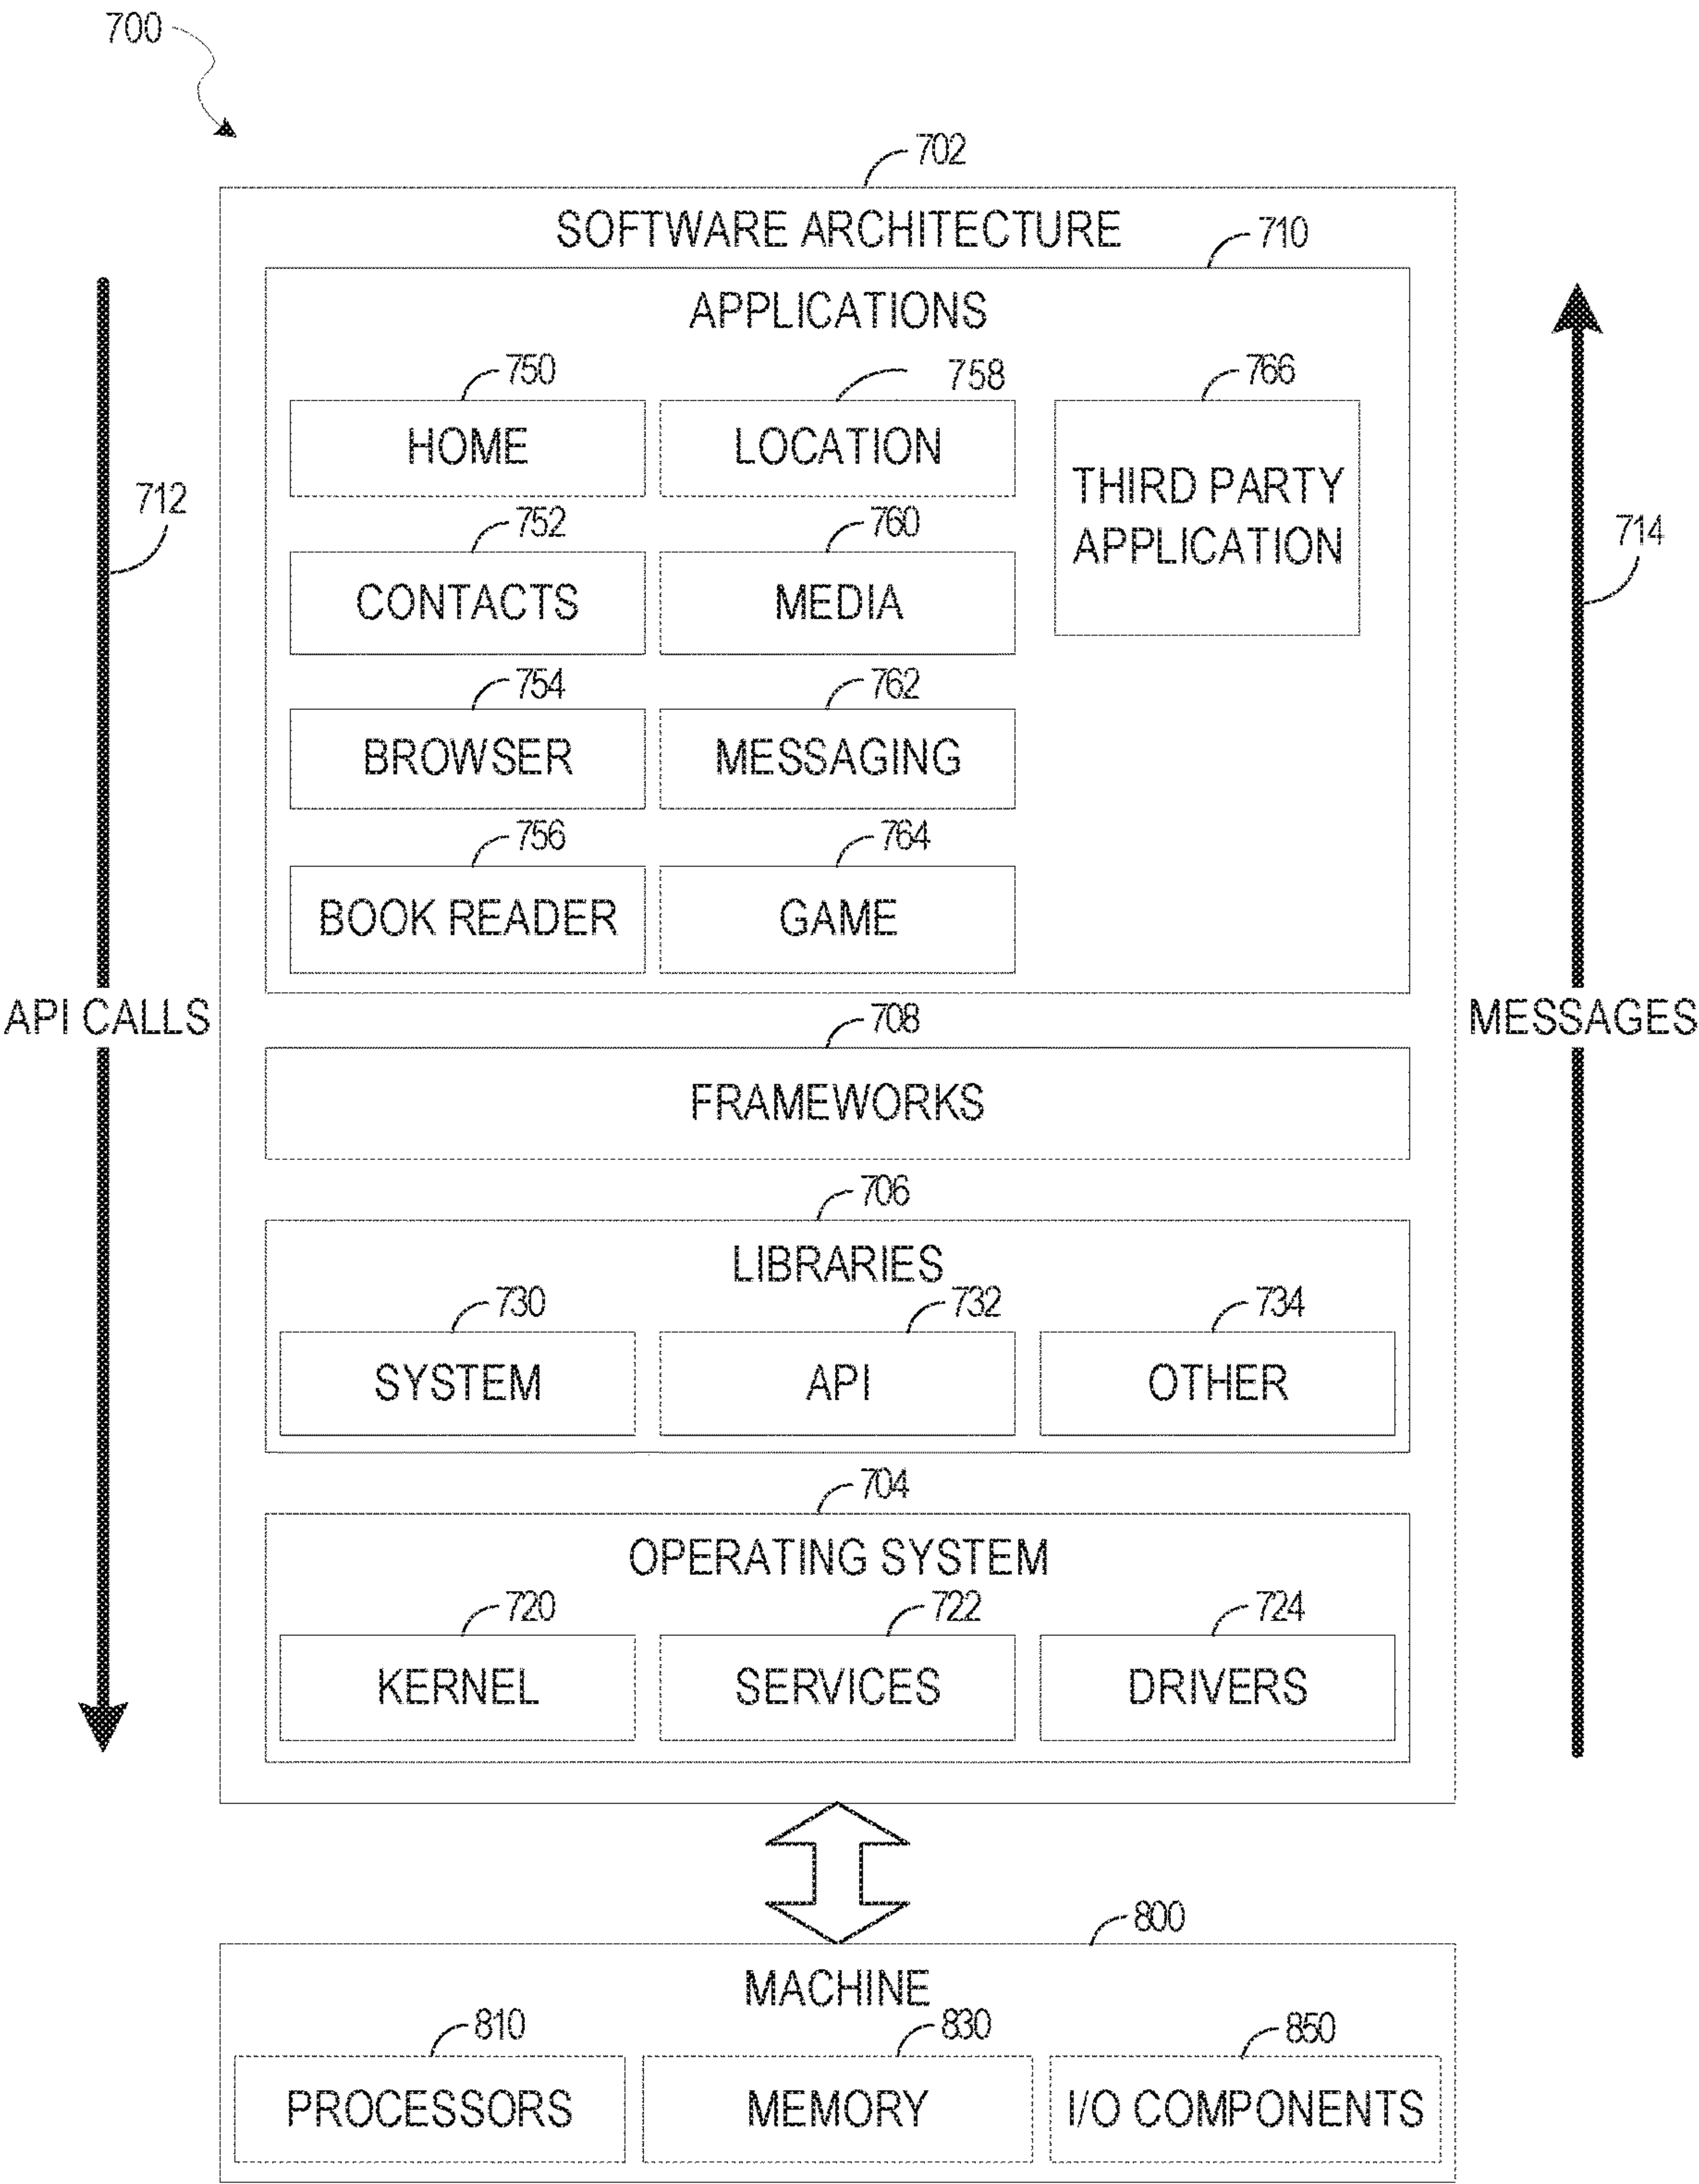 700
702
SOFTWARE ARCHITECTURE
710
APPLICATIONS
750
758
766
HOME
LOCATION
THIRD PARTY
APPLICATION
712
714
752
760
CONTACTS
MEDIA
754
762
BROWSER
MESSAGING
756
764
BOOK READER
GAME
API CALLS
MESSAGES
708
FRAMEWORKS
706
LIBRARIES
730
732
734
SYSTEM
API
OTHER
704
OPERATING SYSTEM
720
722
724
KERNEL
SERVICES
DRIVERS
800
MACHINE
810
830
850
PROCESSORS
MEMORY
I/O COMPONENTS